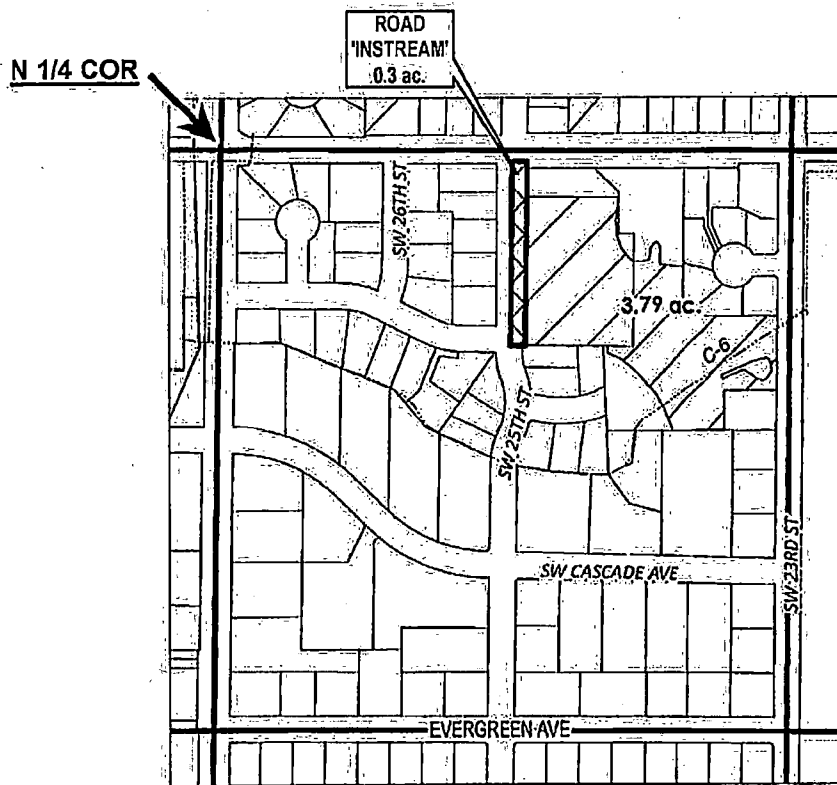 ROAD
'INSTREAM'
0.3 ac.
N 1/4 COR
SW 26TH ST
3.79 ac.
C-6
SW 25TH ST
SW CASCADE AVE
SW 23RD ST
EVERGREEN AVE